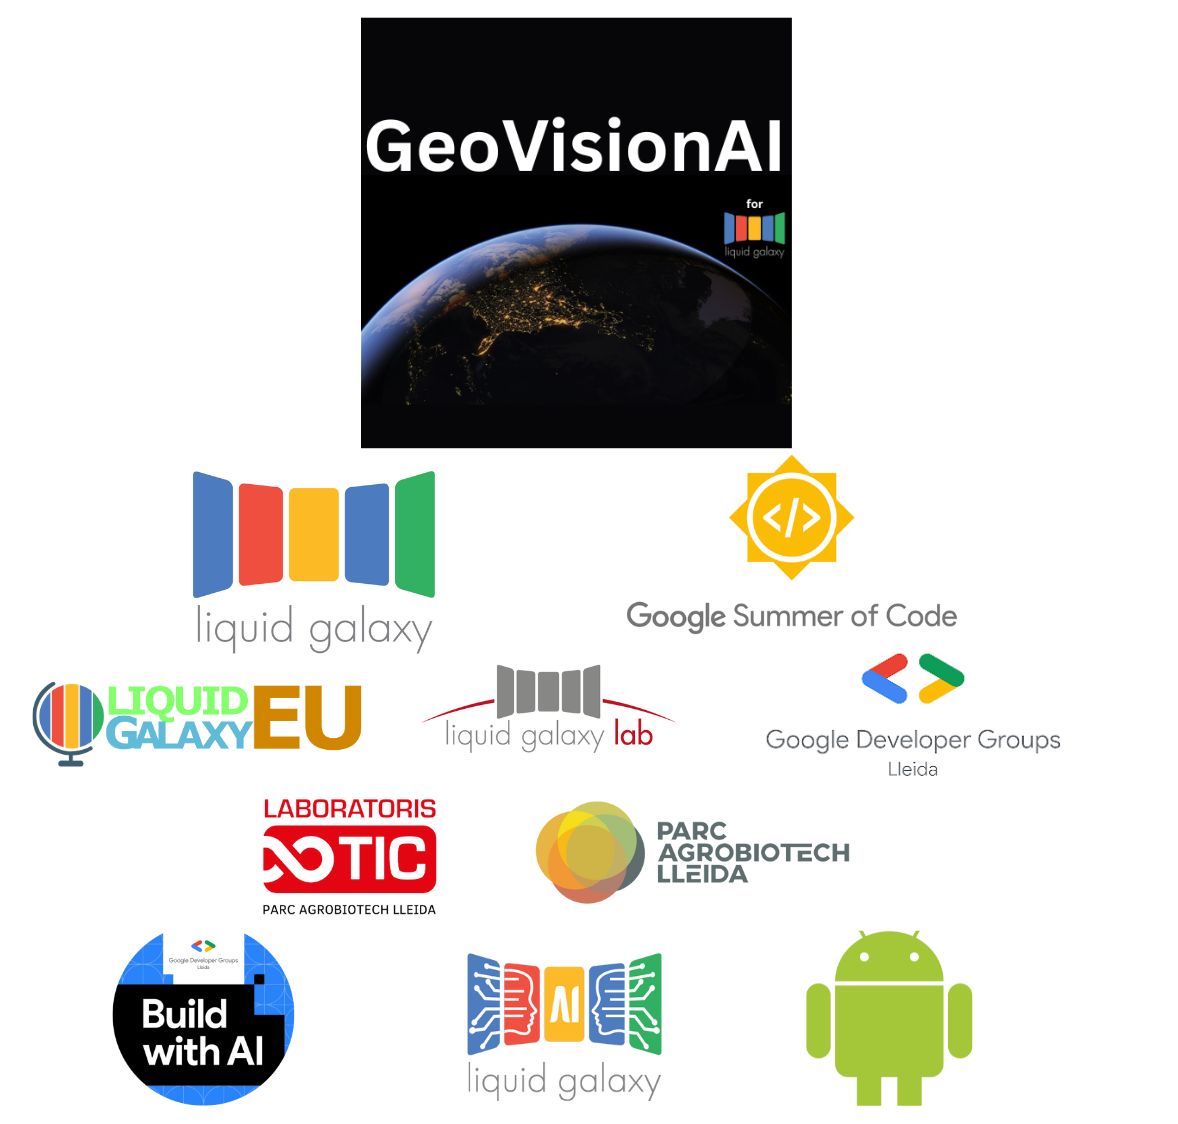 GeoVisionAI
for
liquid galaxy
liquid galaxy
</>
Google Summer of Code
LIQUID
GALAXY EU
liquid galaxy lab
Google Developer Groups
Lleida
LABORATORIS
TIC
PARC AGROBIOTECH LLEIDA
PARC
AGROBIOTECH
LLEIDA
Google Developer Groups
Lleida
Build
with AI
AI
liquid galaxy